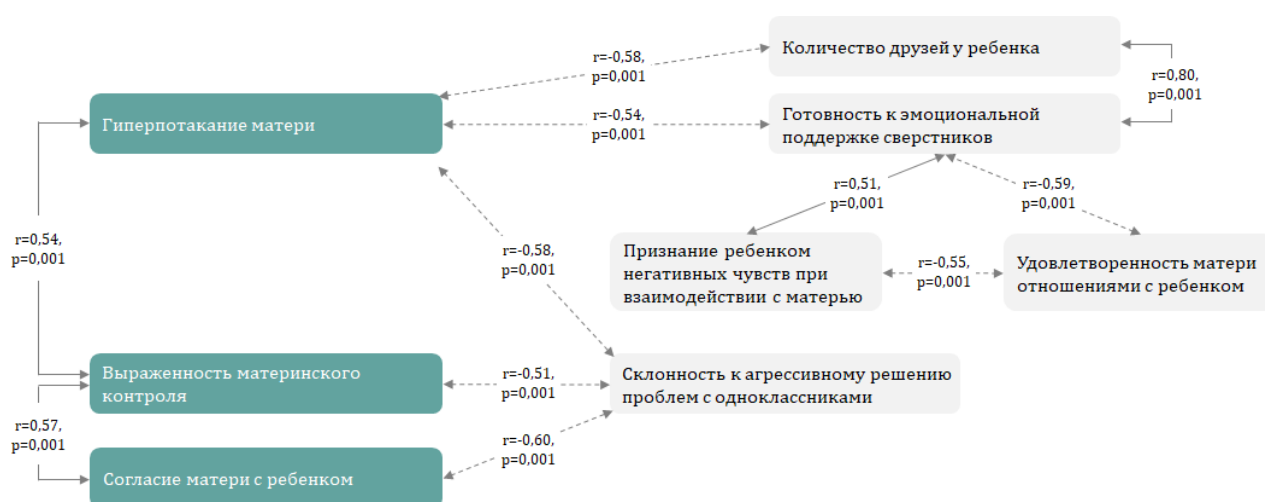 Количество друзей у ребенка
r=-0,58,
p=0,001
r=0,80,
p=0,001
Гиперпотакание матери
r=-0,54,
p=0,001
Готовность к эмоциональной
поддержке сверстников
r=0,51,
p=0,001
r=-0,59,
p=0,001
r=0,54,
p=0,001
r=-0,58,
p=0,001
Признание ребенком
негативных чувств при
взаимодействии с матерью
r=-0,55,
p=0,001
Удовлетворенность матери
отношениями с ребенком
Выраженность материнского
контроля
r=-0,51,
p=0,001
Склонность к агрессивному решению
проблем с одноклассниками
r=0,57,
p=0,001
r=-0,60,
p=0,001
Согласие матери с ребенком